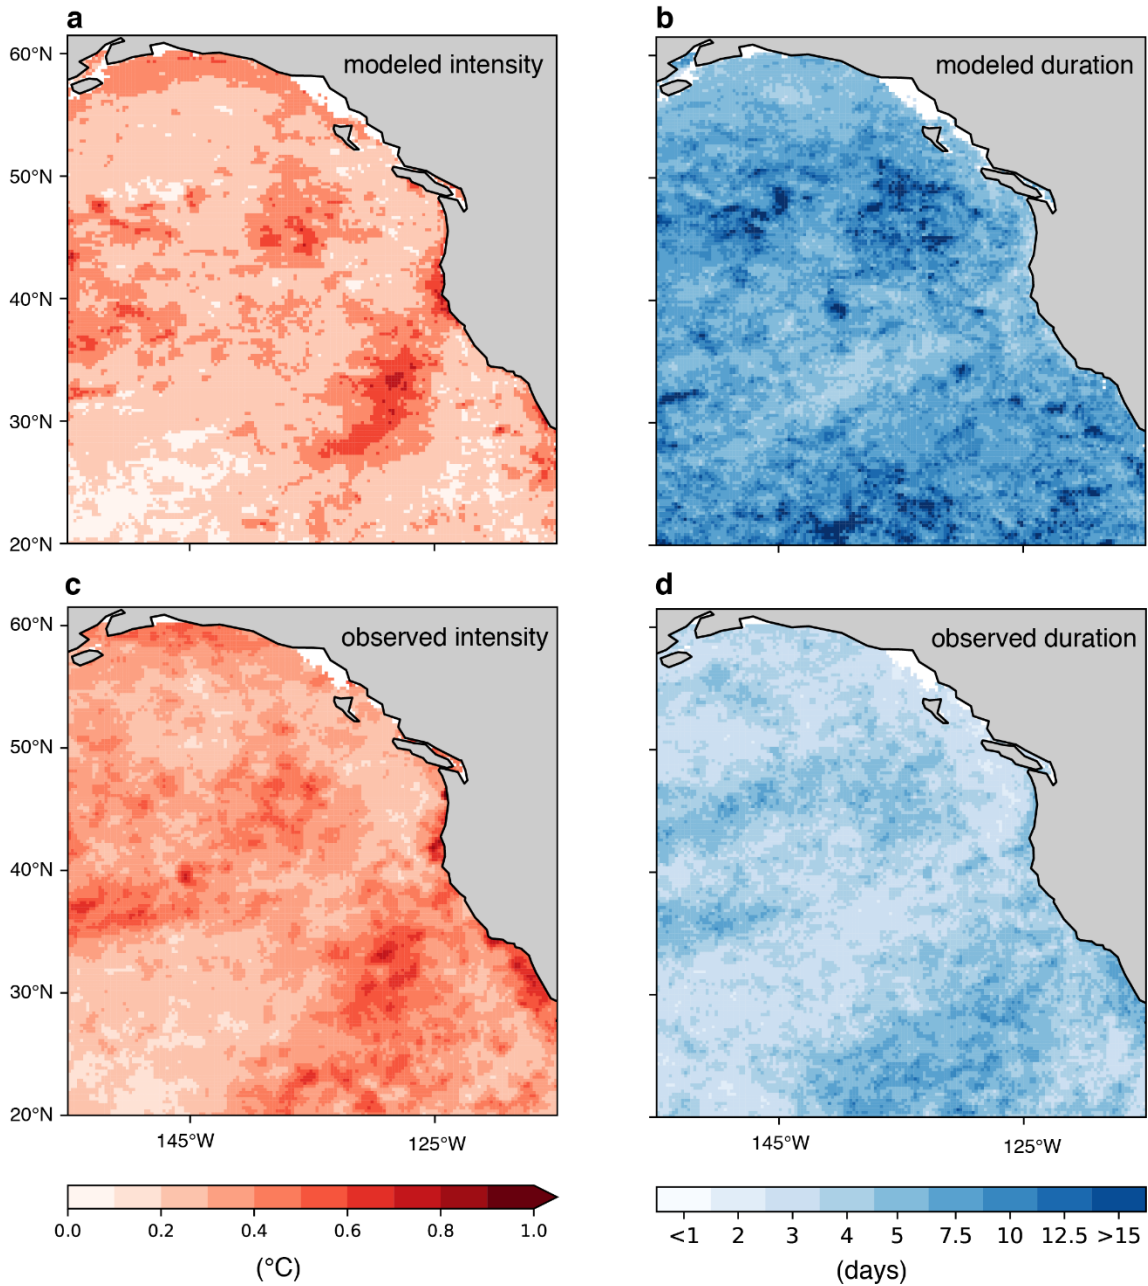 a
b
60°N
modeled intensity
modeled duration
50°N
40°N
30°N
20°N
c
d
60°N
observed intensity
observed duration
50°N
40°N
30°N
20°N
145°W
125°W
145°W
125°W
0.0 0.2 0.4 0.6 0.8 1.0
(°C)
<1 2 3 4 5 7.5 10 12.5 >15
(days)